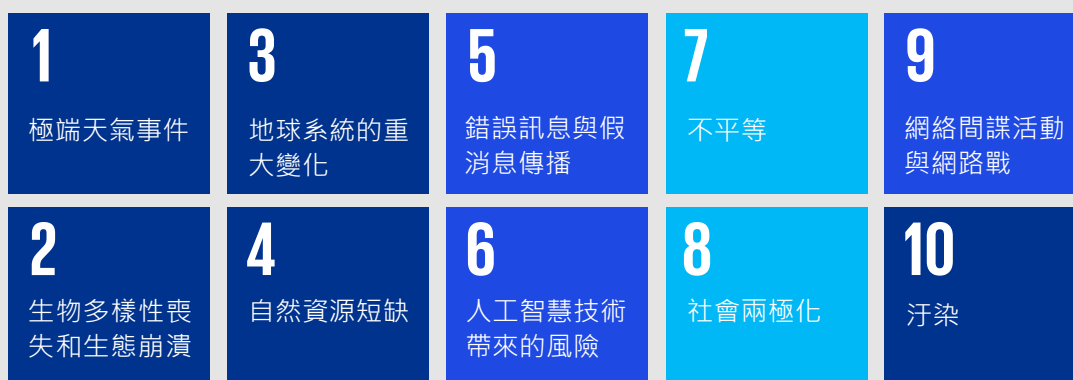 1
極端天氣事件
2
生物多樣性喪
失和生態崩潰
3
地球系統的重
大變化
4
自然資源短缺
5
錯誤訊息與假
消息傳播
6
人工智慧技術
帶來的風險
7
不平等
8
社會兩極化
9
網絡間諜活動
與網路戰
10
汙染